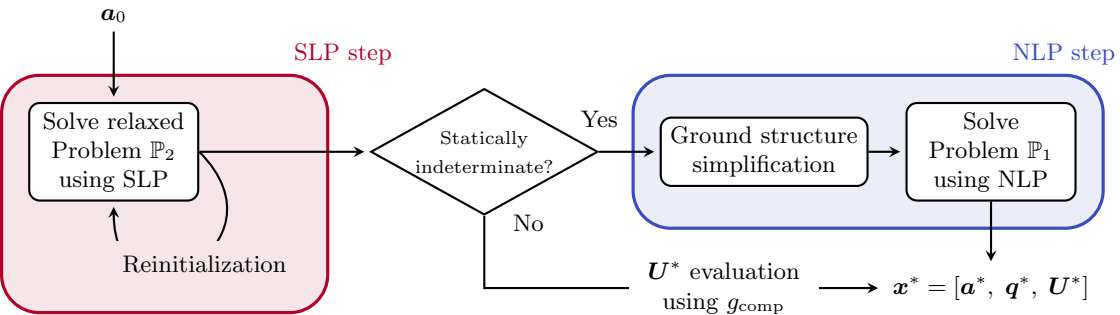 𝒂₀
SLP step
NLP step
Solve relaxed
Problem ℙ₂
using SLP
Reinitialization
Statically
indeterminate?
Yes
No
Ground structure
simplification
Solve
Problem ℙ₁
using NLP
𝑼* evaluation
using g_comp
𝒙* = [𝒂*, 𝒒*, 𝑼*]